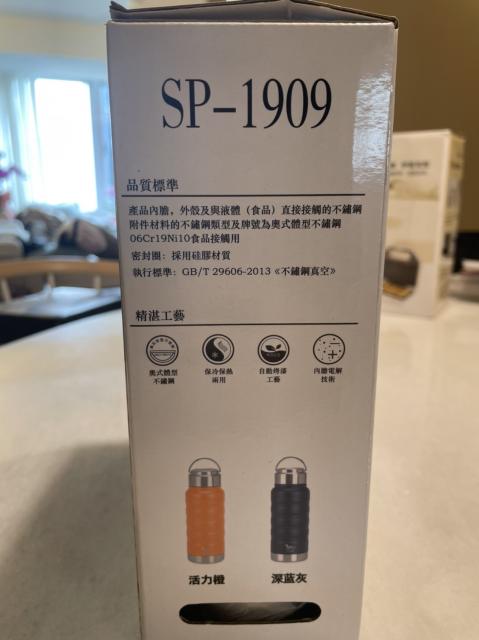 SP-1909
品質標準
產品內膽，外殼及與液體（食品）直接接觸的不鏽鋼
附件材料的不鏽鋼類型及牌號為奧式體型不鏽鋼
06Cr19Ni10食品接觸用
密封圈：採用硅膠材質
執行標準：GB/T 29606-2013《不鏽鋼真空》
精湛工藝
奧式體型
不鏽鋼
保冷保熱
兩用
自動烤漆
工藝
內膽電解
技術
活力橙
深蓝灰